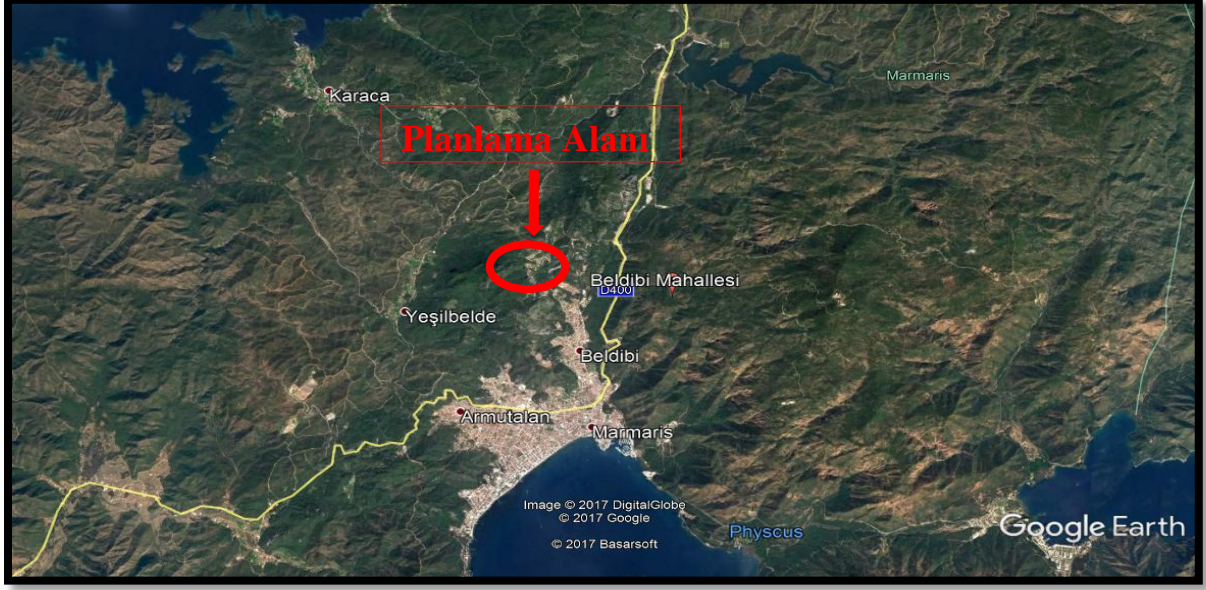 Marmaris
Karaca
Planlama Alanı
Beldibi Mahallesi
D400
Yeşilbelde
Beldibi
Armutalan
Marmaris
Image © 2017 DigitalGlobe
© 2017 Google
© 2017 Basarsoft
Physcus
Google Earth